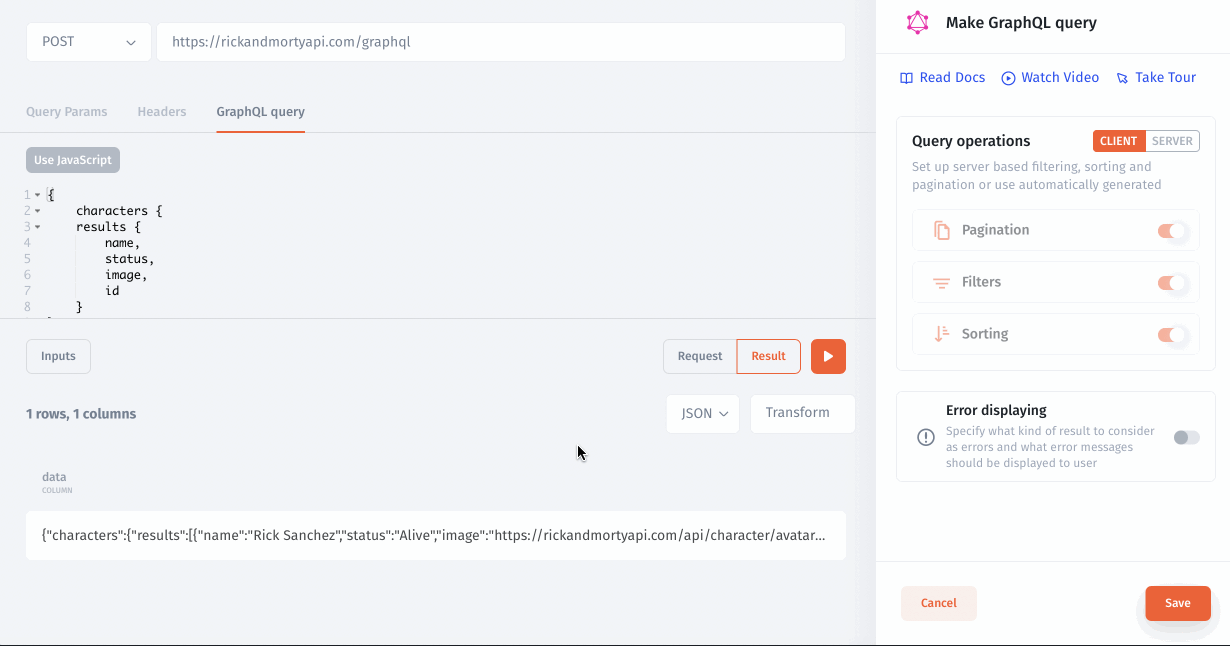 POST
https://rickandmortyapi.com/graphql
Query Params
Headers
GraphQL query
Use JavaScript
1 {
2 characters {
3 results {
4 name,
5 status,
6 image,
7 id
8 }
Inputs
Request
Result
1 rows, 1 columns
JSON
Transform
data
COLUMN
{"characters":{"results":[{"name":"Rick Sanchez","status":"Alive","image":"https://rickandmortyapi.com/api/character/avatar...
Make GraphQL query
Read Docs
Watch Video
Take Tour
Query operations
CLIENT
SERVER
Set up server based filtering, sorting and
pagination or use automatically generated
Pagination
Filters
Sorting
Error displaying
Specify what kind of result to consider
as errors and what error messages
should be displayed to user
Cancel
Save